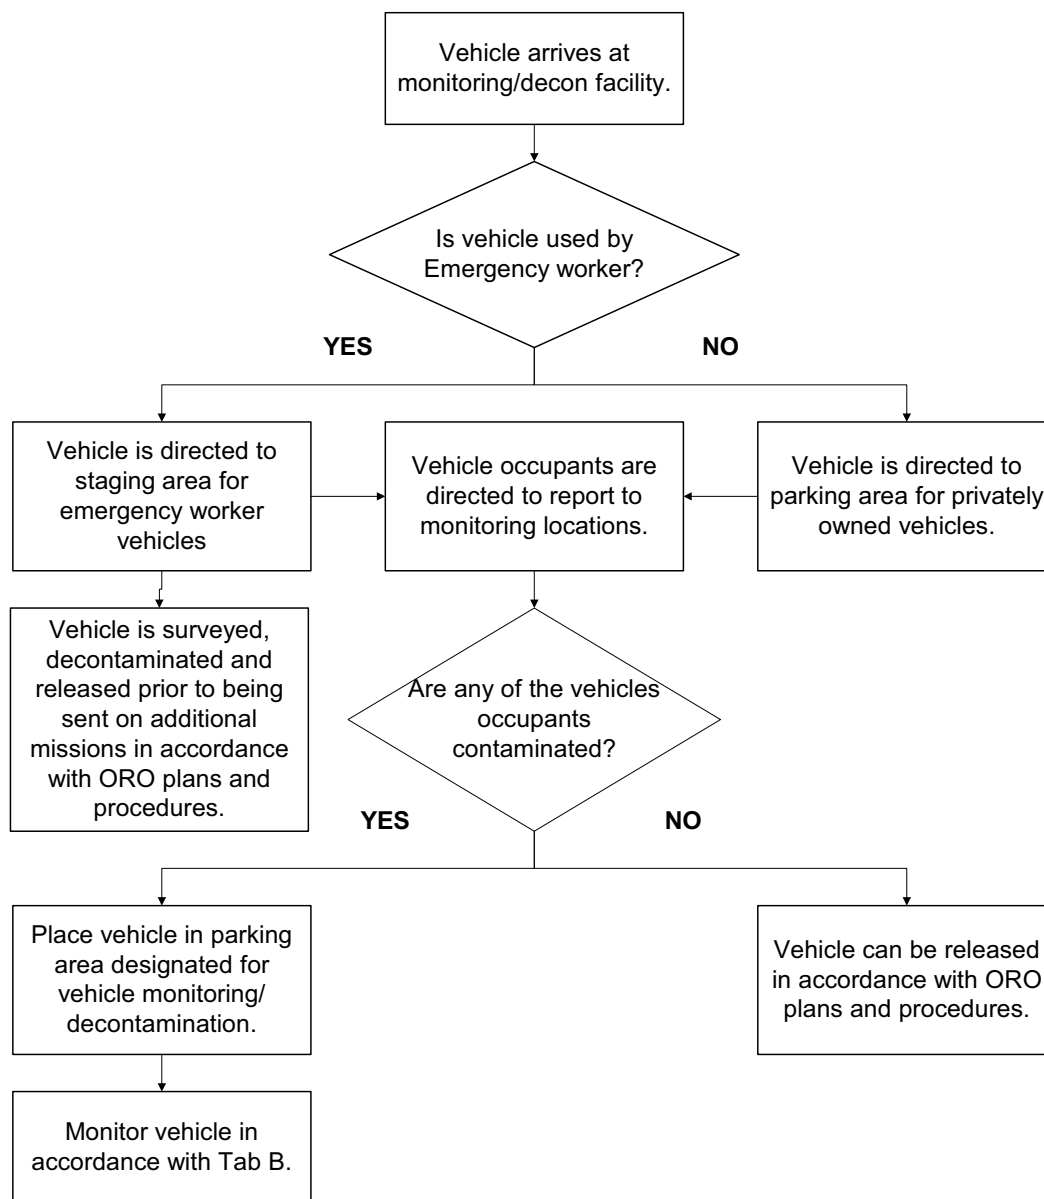 Vehicle arrives at
monitoring/decon facility.
Is vehicle used by
Emergency worker?
YES
NO
Vehicle is directed to
staging area for
emergency worker
vehicles
Vehicle occupants are
directed to report to
monitoring locations.
Vehicle is directed to
parking area for privately
owned vehicles.
Vehicle is surveyed,
decontaminated and
released prior to being
sent on additional
missions in accordance
with ORO plans and
procedures.
Are any of the vehicles
occupants
contaminated?
YES
NO
Place vehicle in parking
area designated for
vehicle monitoring/
decontamination.
Vehicle can be released
in accordance with ORO
plans and procedures.
Monitor vehicle in
accordance with Tab B.